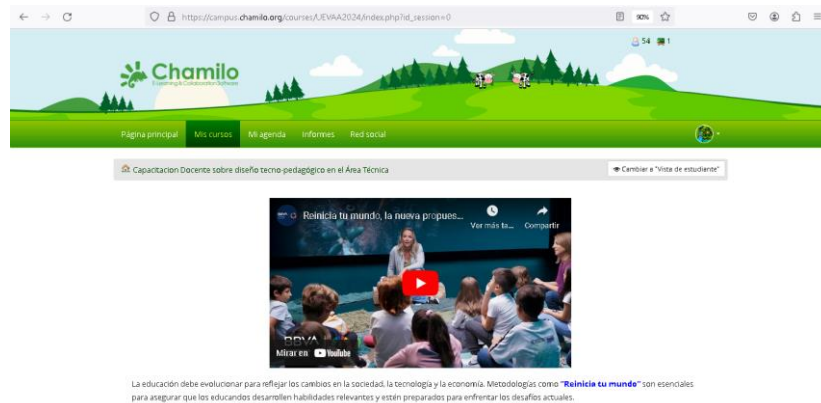 https://campus.chamilo.org/courses/UEVAA2024/index.php?id_session=0
90%
54 1
Chamilo
E-Learning & Collaboration Software
Página principal Mis cursos Mi agenda Informes Red social
Capacitacion Docente sobre diseño tecno-pedagógico en el Área Técnica
Cambiar a "Vista de estudiante"
Reinicia tu mundo, la nueva propues...
Ver más ta... Compartir
BBVA
Mirar en YouTube
La educación debe evolucionar para reflejar los cambios en la sociedad, la tecnología y la economía. Metodologías como "Reinicia tu mundo" son esenciales
para asegurar que los educandos desarrollen habilidades relevantes y estén preparados para enfrentar los desafíos actuales.